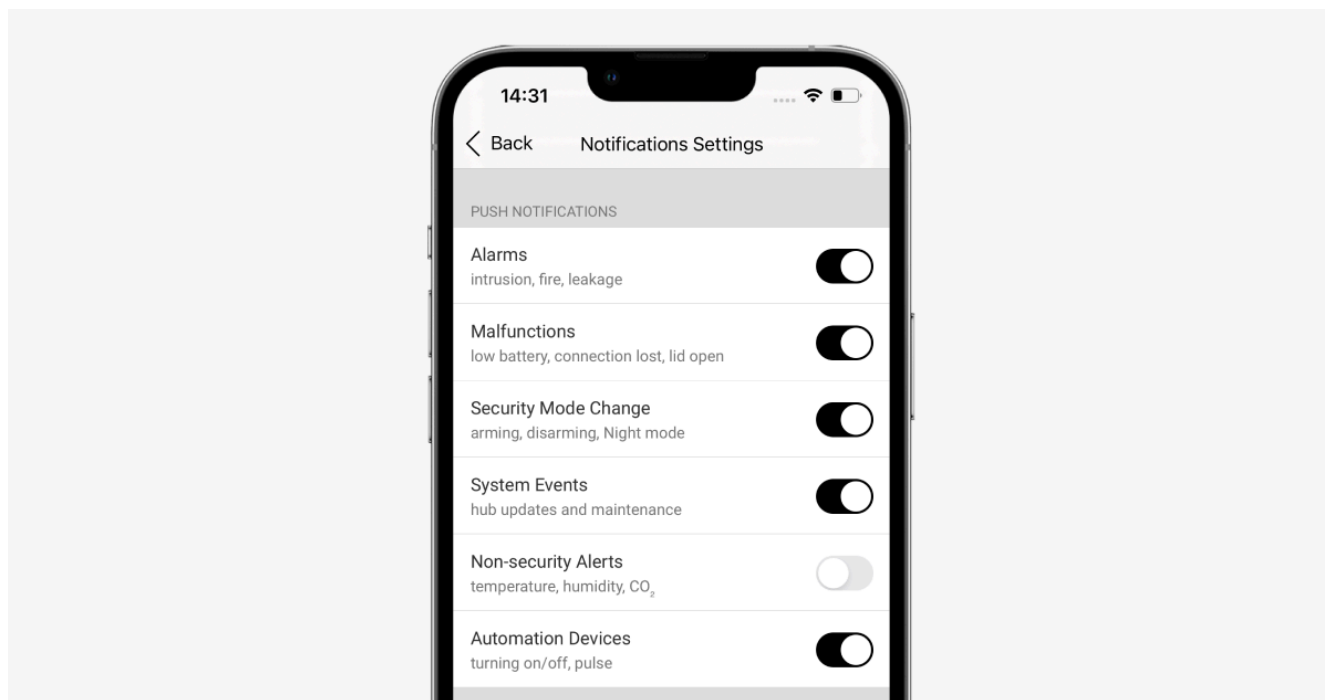 14:31
Back
Notifications Settings
PUSH NOTIFICATIONS
Alarms
intrusion, fire, leakage
Malfunctions
low battery, connection lost, lid open
Security Mode Change
arming, disarming, Night mode
System Events
hub updates and maintenance
Non-security Alerts
temperature, humidity, CO₂
Automation Devices
turning on/off, pulse